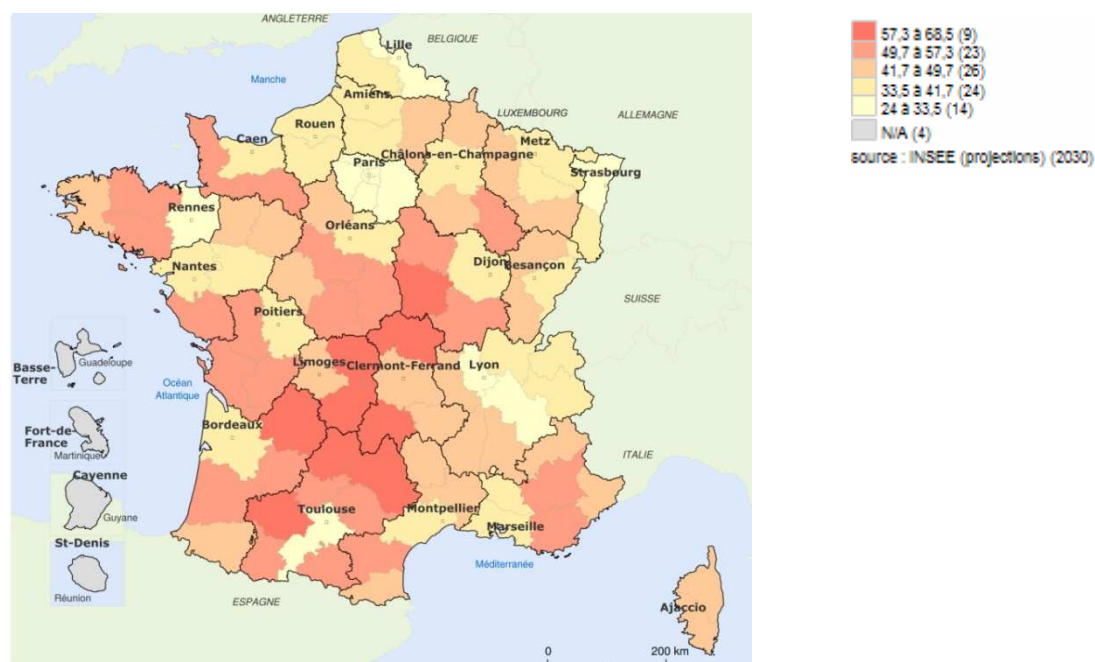 ANGLETERRE
BELGIQUE
Lille
Manche
Amiens
LUXEMBOURG
ALLEMAGNE
Rouen
Caen
Metz
Châlons-en-Champagne
Paris
Strasbourg
Rennes
Orléans
Dijon
Besançon
Nantes
SUISSE
Poitiers
Limoges
Clermont-Ferrand
Lyon
Guadeloupe
Basse-
Terre
Océan
Atlantique
Bordeaux
Fort-de-
France
Martinique
ITALIE
Cayenne
Guyane
Toulouse
Montpellier
Marseille
St-Denis
Réunion
Méditerranée
ESPAGNE
Ajaccio
0
200 km
57,3 à 68,5 (9)
49,7 à 57,3 (23)
41,7 à 49,7 (26)
33,5 à 41,7 (24)
24 à 33,5 (14)
N/A (4)
source : INSEE (projections) (2030)